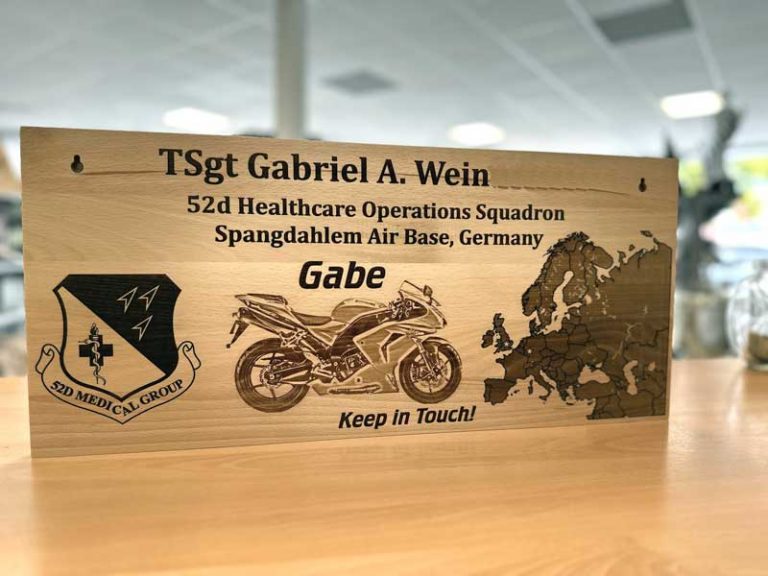 TSgt Gabriel A. Wein
52d Healthcare Operations Squadron
Spangdahlem Air Base, Germany
Gabe
52D MEDICAL GROUP
Keep in Touch!